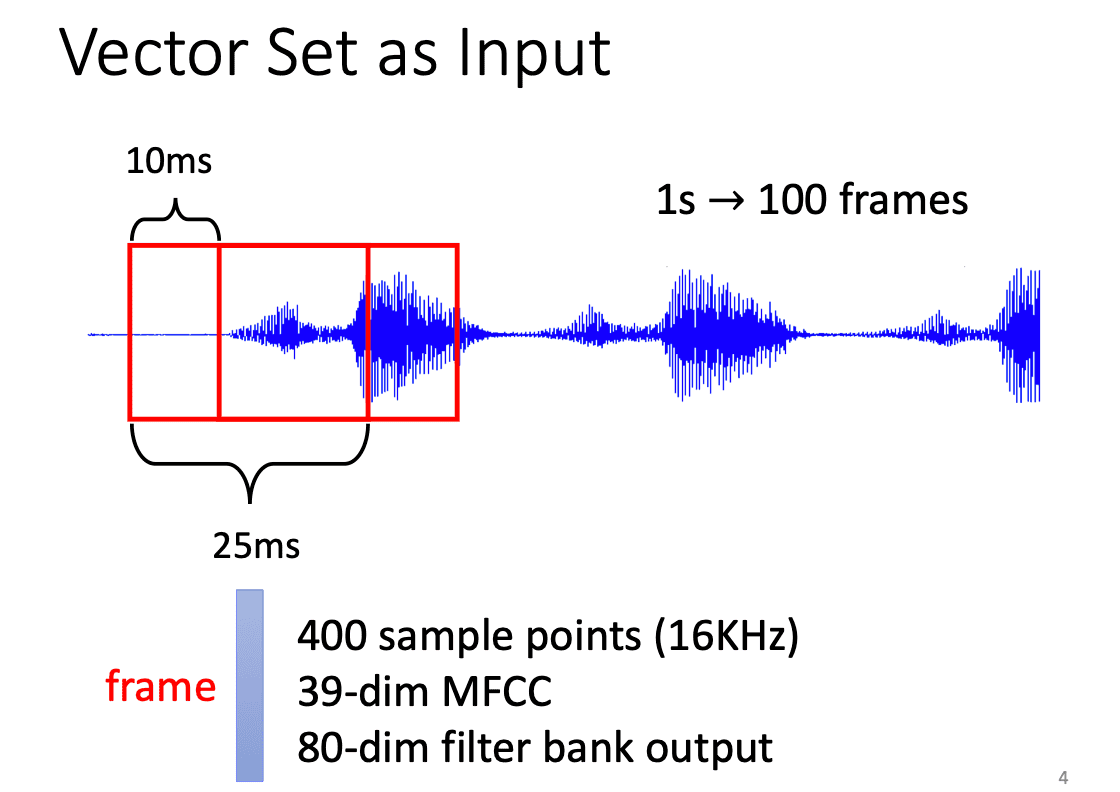 Vector Set as Input
10ms
1s → 100 frames
25ms
400 sample points (16KHz)
frame
39-dim MFCC
80-dim filter bank output
4